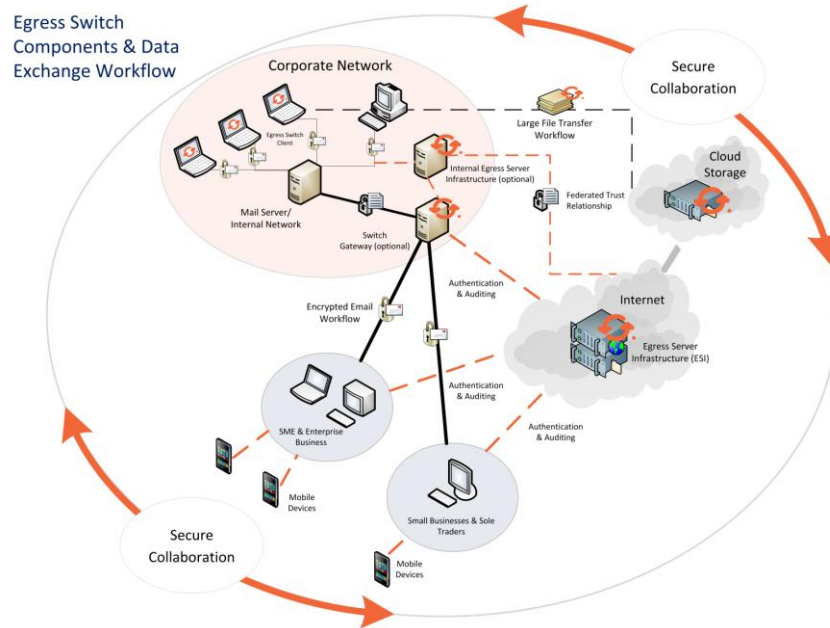 Egress Switch
Components & Data
Exchange Workflow
Corporate Network
Secure
Collaboration
Large File Transfer
Workflow
Egress Switch
Client
Cloud
Storage
Internal Egress Server
Infrastructure (optional)
Federated Trust
Relationship
Mail Server/
Internal Network
Switch
Gateway (optional)
Authentication
& Auditing
Internet
Encrypted Email
Workflow
Egress Server
Infrastructure (ESI)
Authentication
& Auditing
SME & Enterprise
Business
Authentication
& Auditing
Mobile
Devices
Small Businesses & Sole
Traders
Secure
Collaboration
Mobile
Devices